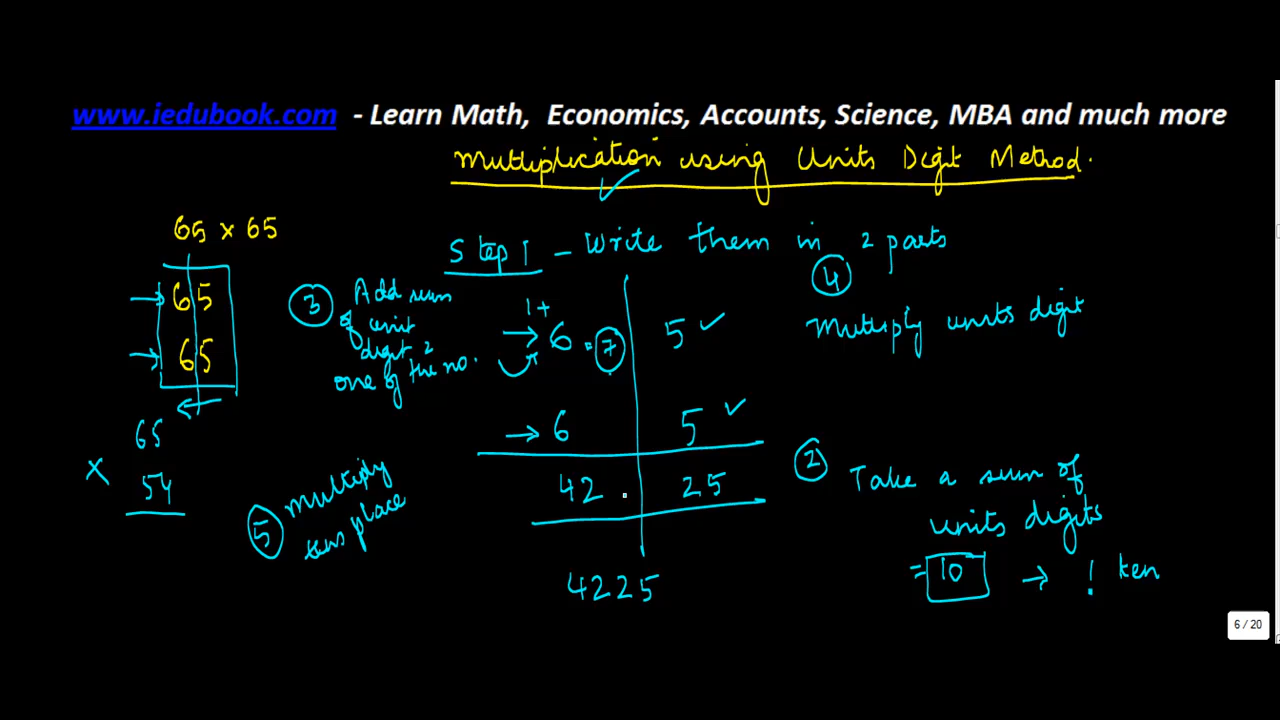 www.iedubook.com - Learn Math, Economics, Accounts, Science, MBA and much more
Multiplication using Units Digit Method.
65 x 65
65
65
65
x 54
Step 1 - Write them in 2 parts
3 Add sum
of unit
digit 2
one of the no.
1+
6 . 7 5
6 5
42 . 25
4225
4
Multiply units digit
2
Take a sum of
units digits
= 10 → 1 ten
5 multiply
place
6 / 20